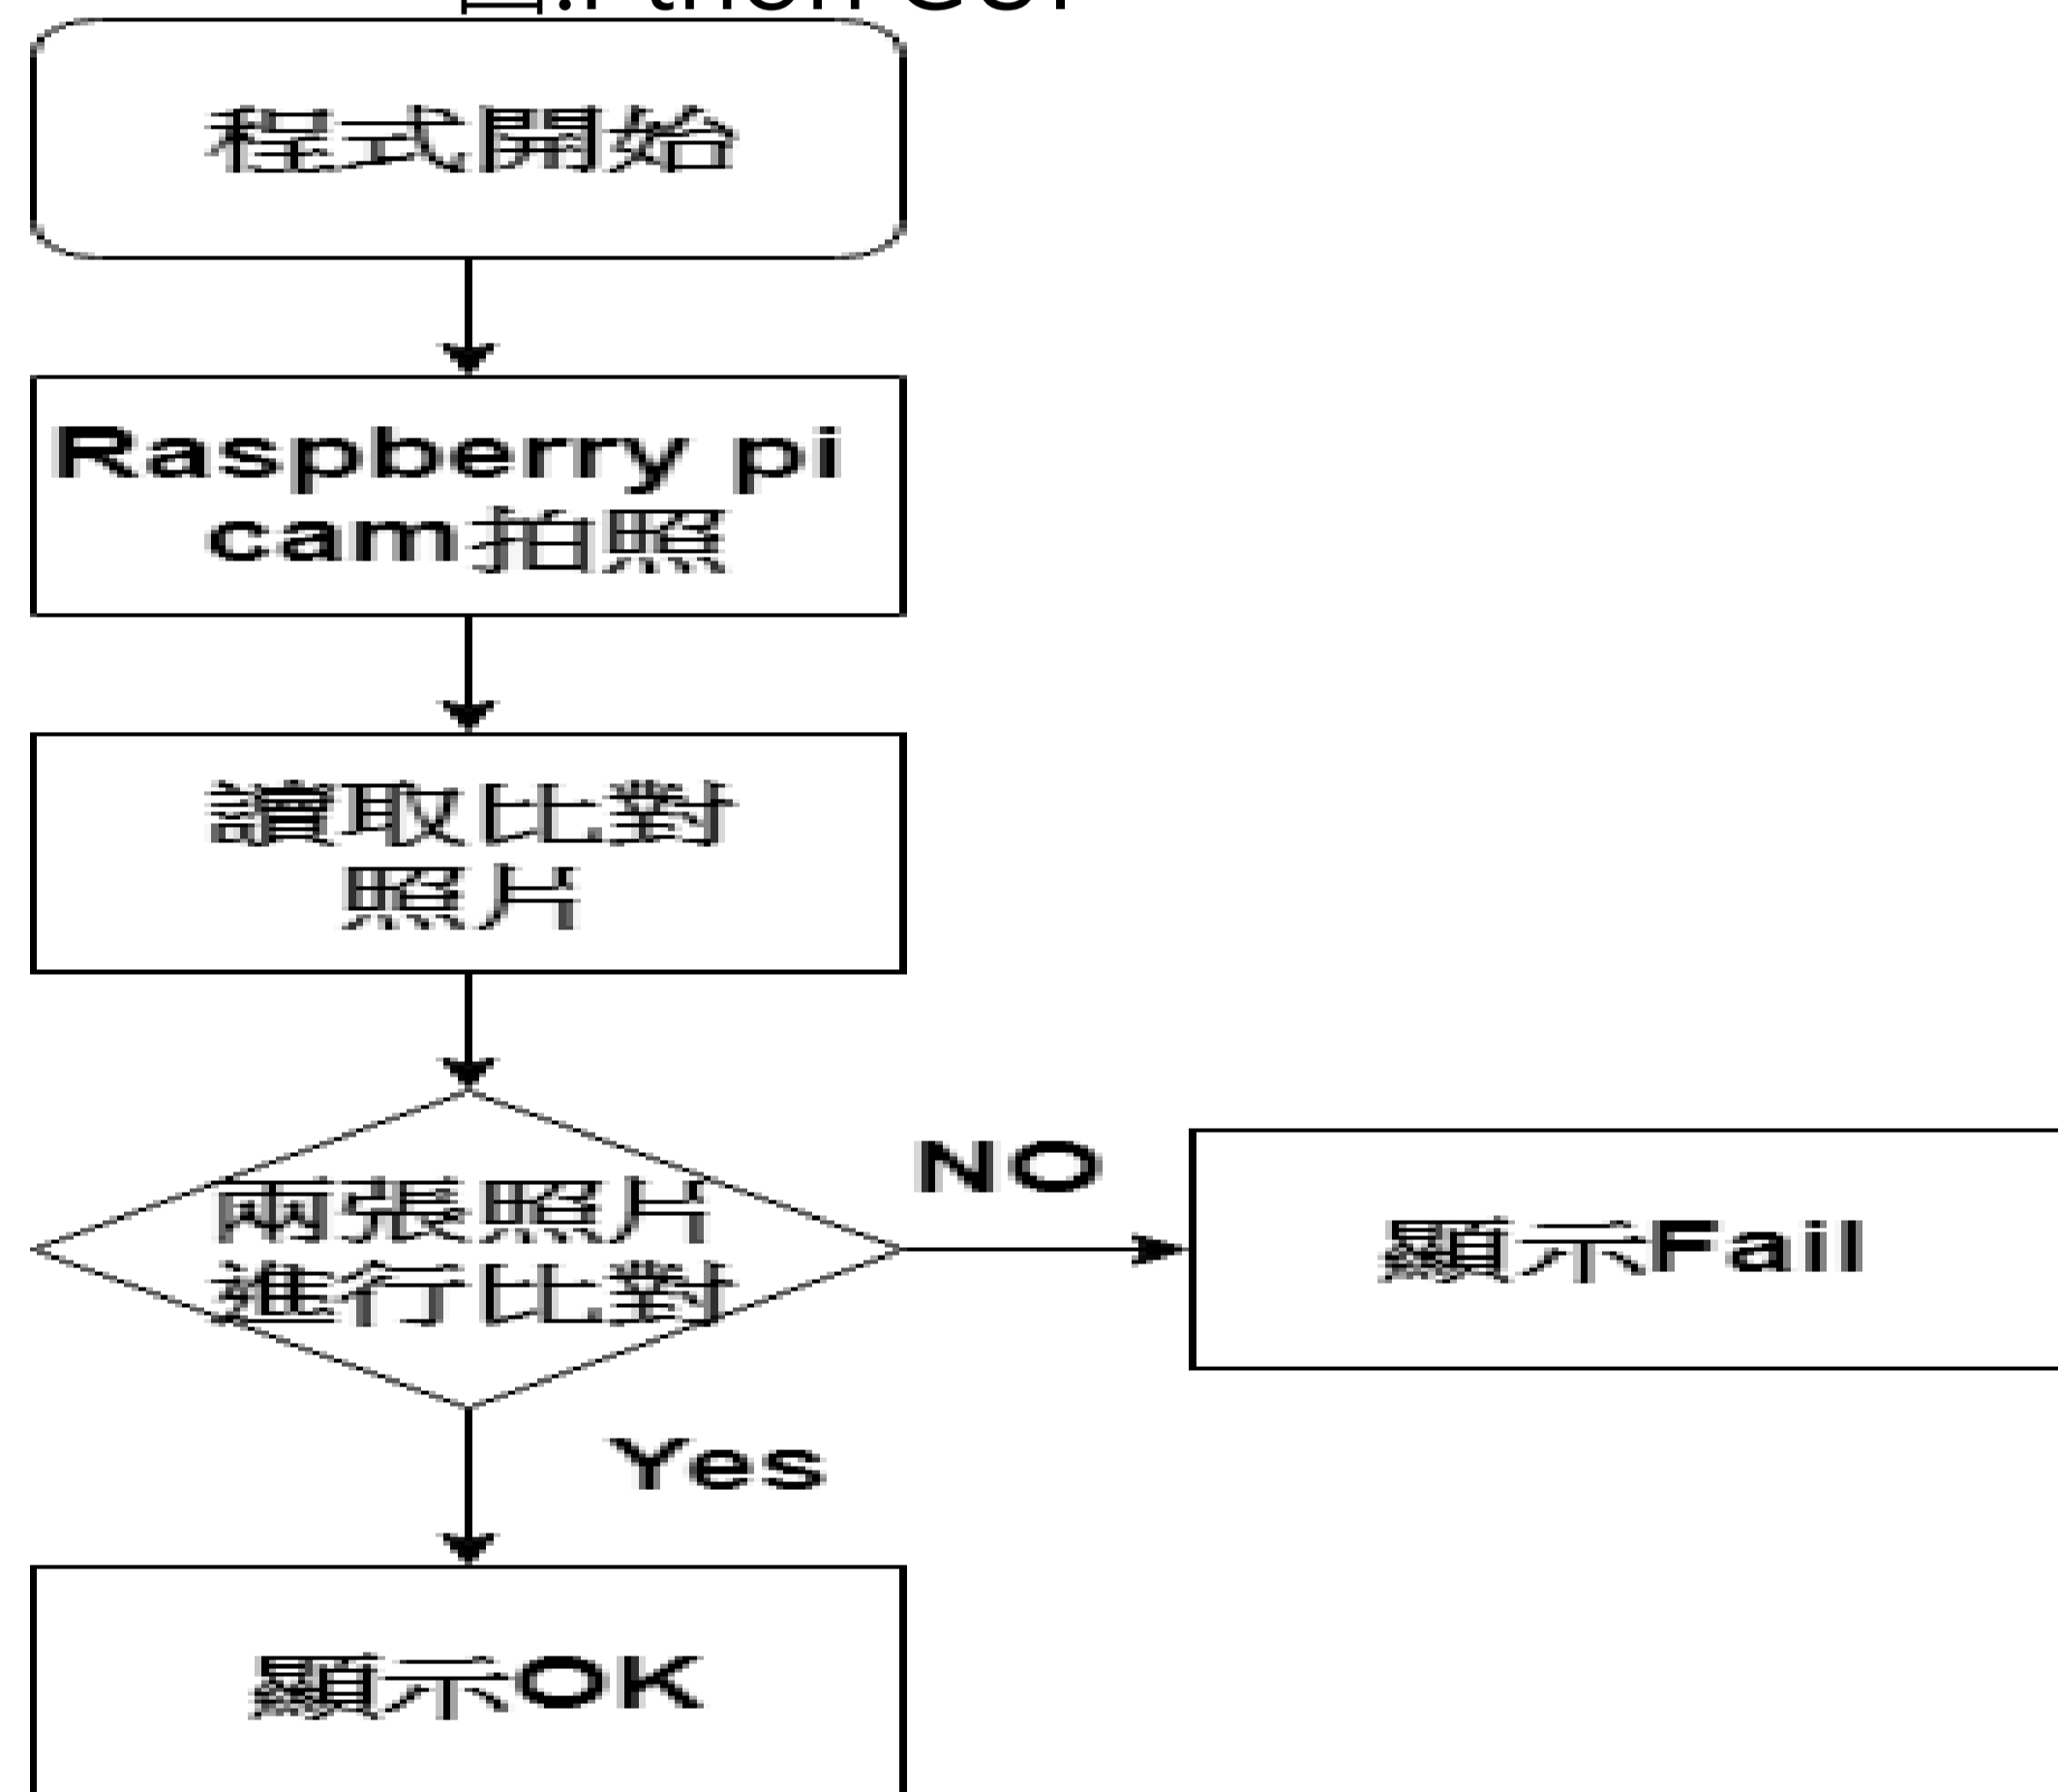 程式開始
Raspberry pi
cam拍照
讀取比對
照片
兩張照片
進行比對
NO
顯示Fail
Yes
顯示OK